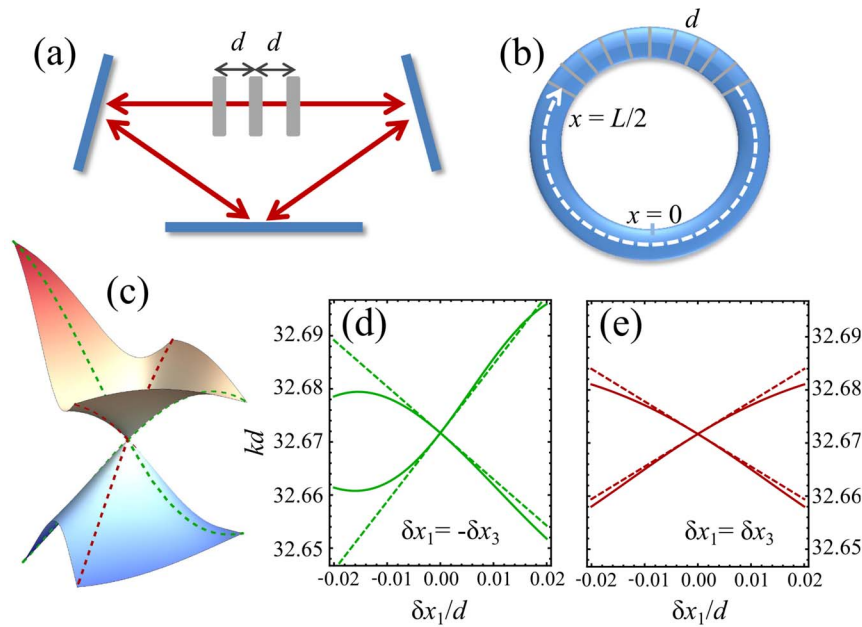 (a)
d d
(b)
d
x = L/2
x = 0
(c)
(d)
32.69
32.68
32.67
32.66
32.65
kd
δx₁ = -δx₃
-0.02 -0.01 0.00 0.01 0.02
δx₁/d
(e)
32.69
32.68
32.67
32.66
32.65
δx₁ = δx₃
-0.02 -0.01 0.00 0.01 0.02
δx₁/d